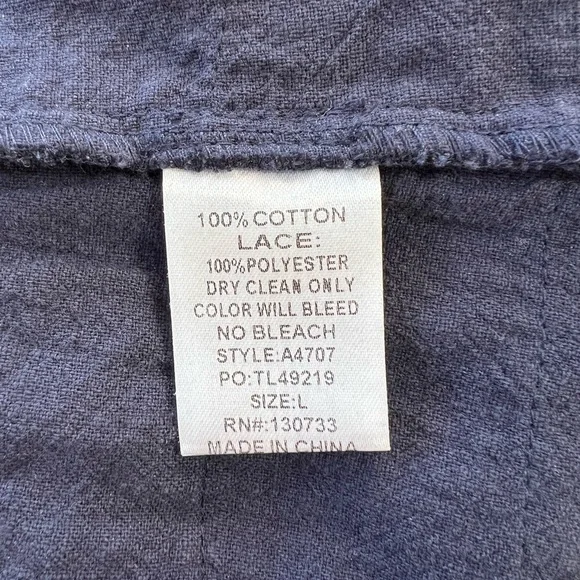 100% COTTON
LACE:
100%POLYESTER
DRY CLEAN ONLY
COLOR WILL BLEED
NO BLEACH
STYLE:A4707
PO:TL49219
SIZE:L
RN#:130733
MADE IN CHINA